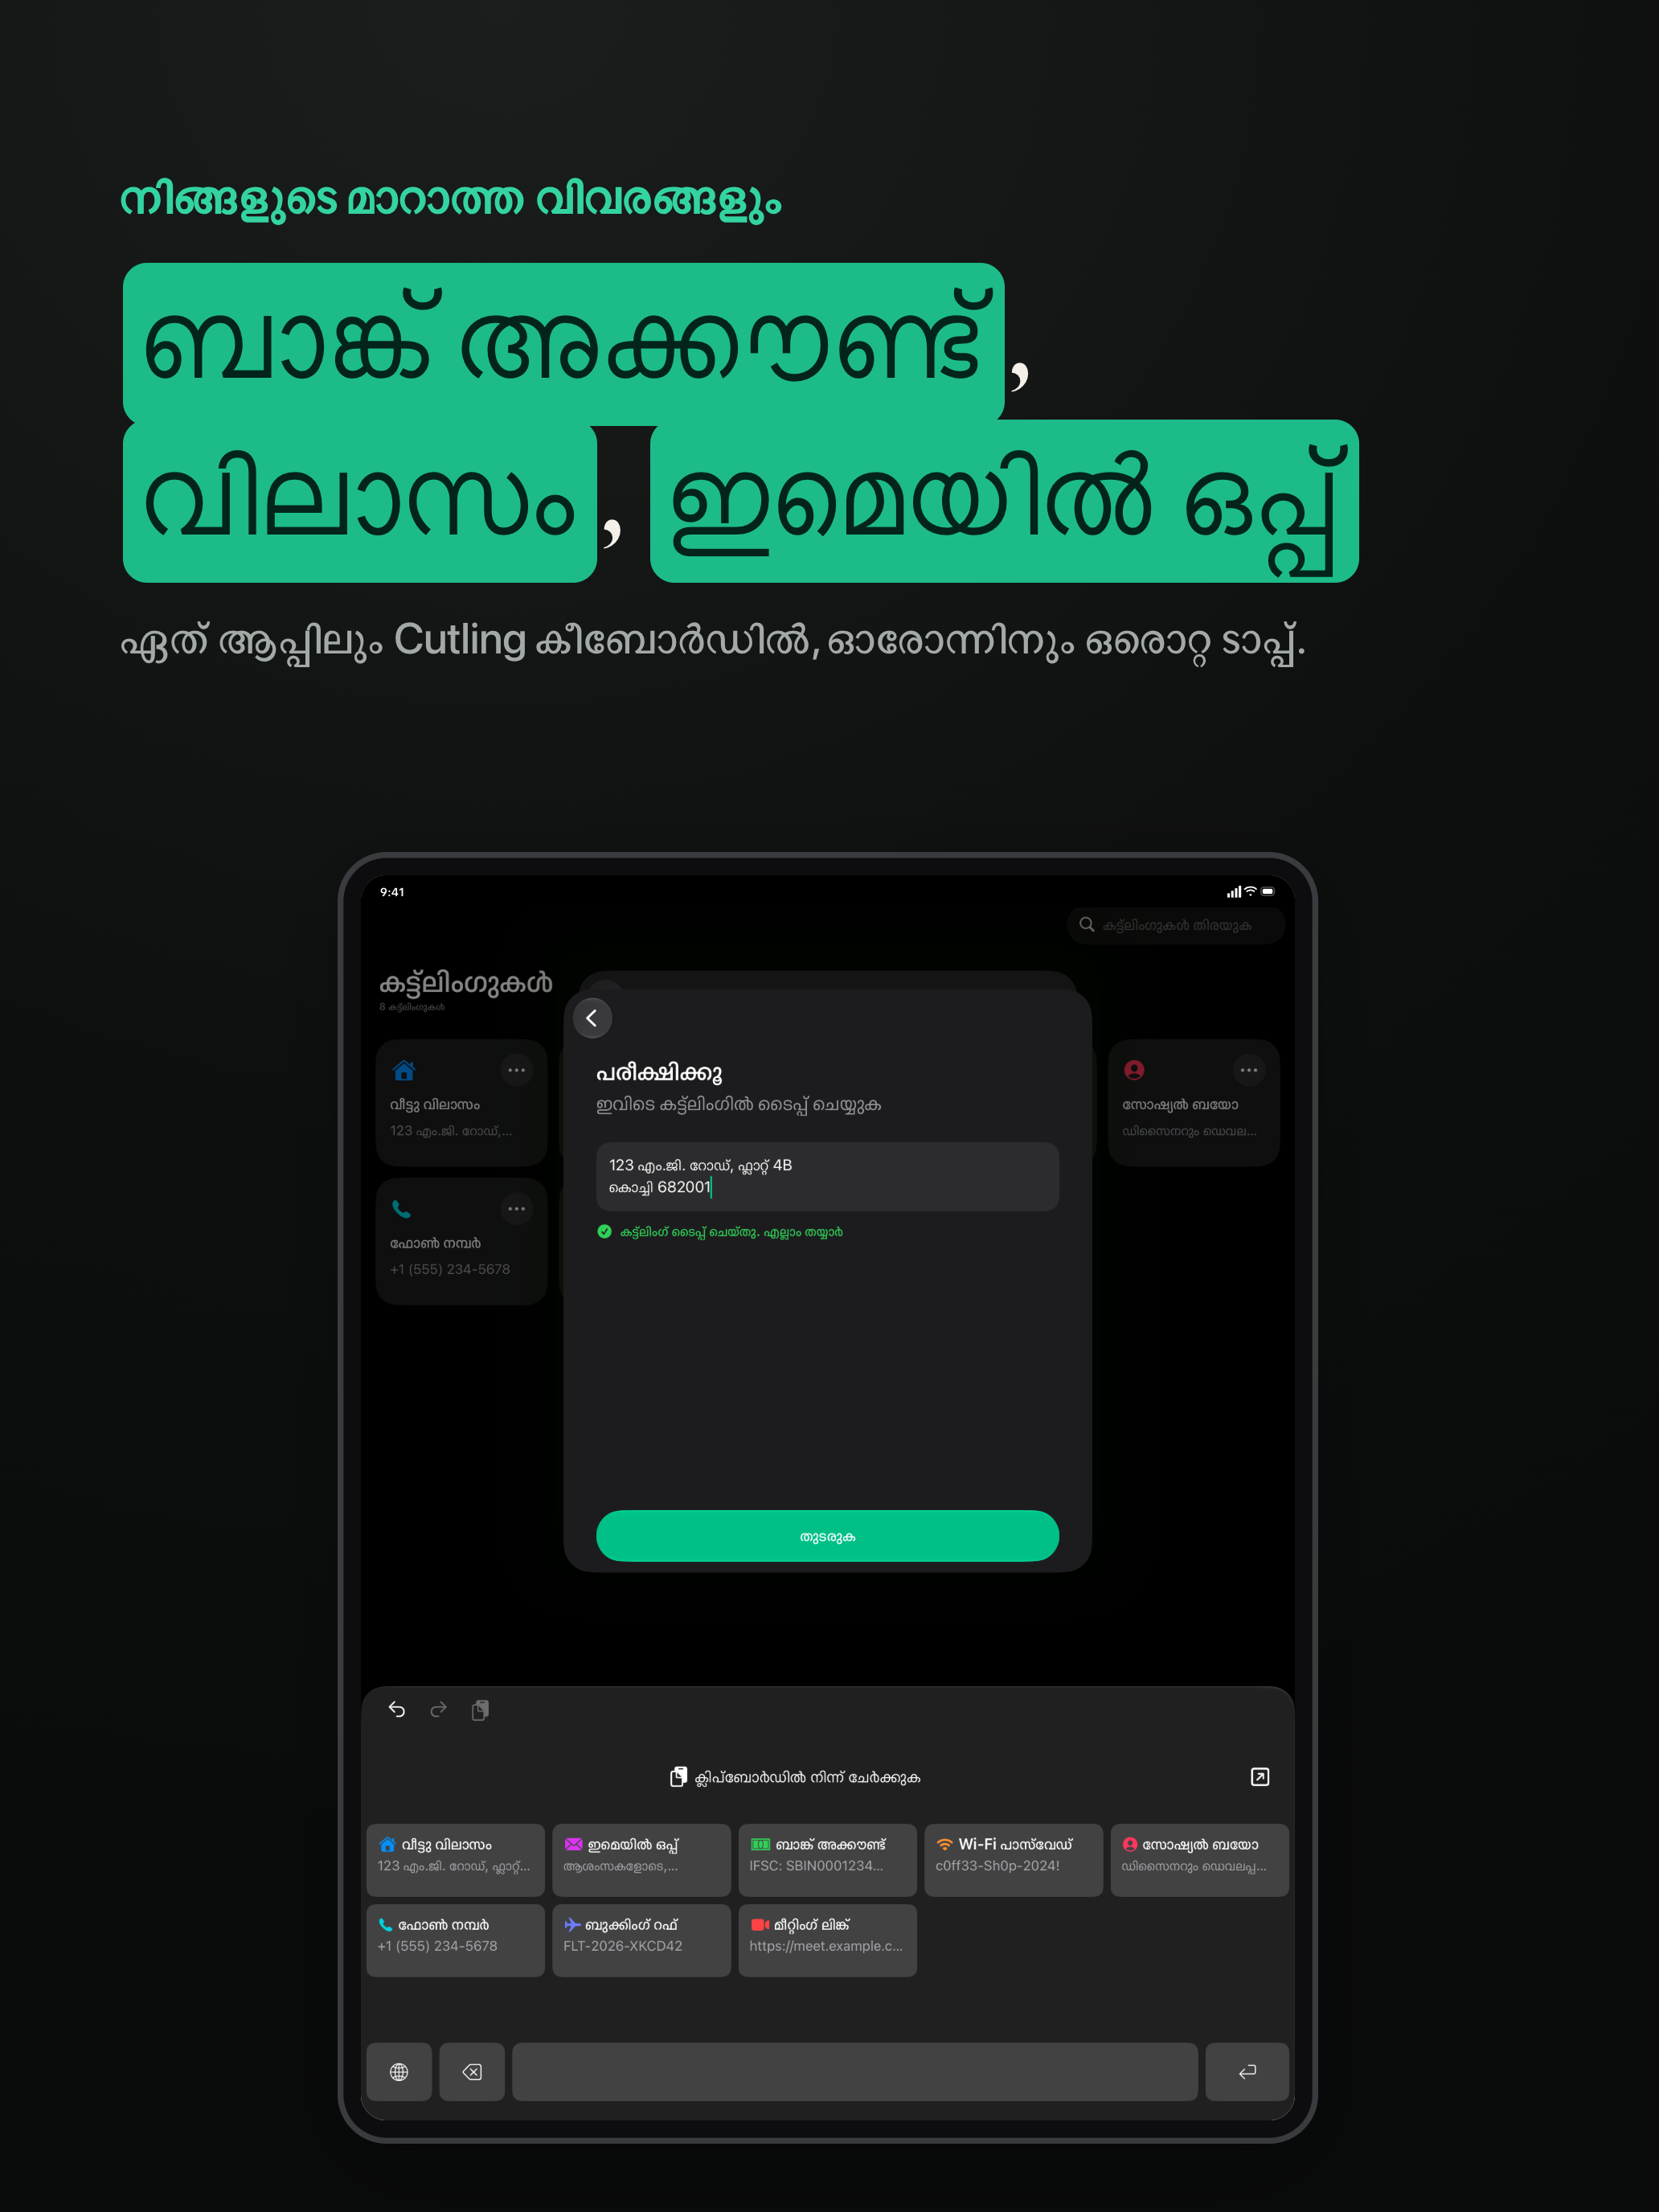 നിങ്ങളുടെ മാറാത്ത വിവരങ്ങളും
ബാങ്ക് അക്കൗണ്ട്,
വിലാസം, ഇമെയിൽ ഒപ്പ്
ഏത് ആപ്പിലും Cutling കീബോർഡിൽ, ഓരോന്നിനും ഒരൊറ്റ ടാപ്പ്.
9:41
കട്ട്ലിംഗുകൾ തിരയുക
കട്ട്ലിംഗുകൾ
8 കട്ട്ലിംഗുകൾ
വീട്ടു വിലാസം
123 എം.ജി. റോഡ്,...
സോഷ്യൽ ബയോ
ഡിസൈനറും ഡെവല...
ഫോൺ നമ്പർ
+1 (555) 234-5678
പരീക്ഷിക്കൂ
ഇവിടെ കട്ട്ലിംഗിൽ ടൈപ്പ് ചെയ്യുക
123 എം.ജി. റോഡ്, ഫ്ലാറ്റ് 4B
കൊച്ചി 682001
കട്ട്ലിംഗ് ടൈപ്പ് ചെയ്തു. എല്ലാം തയ്യാർ
തുടരുക
ക്ലിപ്ബോർഡിൽ നിന്ന് ചേർക്കുക
വീട്ടു വിലാസം
123 എം.ജി. റോഡ്, ഫ്ലാറ്റ്...
ഇമെയിൽ ഒപ്പ്
ആശംസകളോടെ,...
ബാങ്ക് അക്കൗണ്ട്
IFSC: SBIN0001234...
Wi-Fi പാസ്‌വേഡ്
c0ff33-Sh0p-2024!
സോഷ്യൽ ബയോ
ഡിസൈനറും ഡെവലപ്പ...
ഫോൺ നമ്പർ
+1 (555) 234-5678
ബുക്കിംഗ് റഫ്
FLT-2026-XKCD42
മീറ്റിംഗ് ലിങ്ക്
https://meet.example.c...